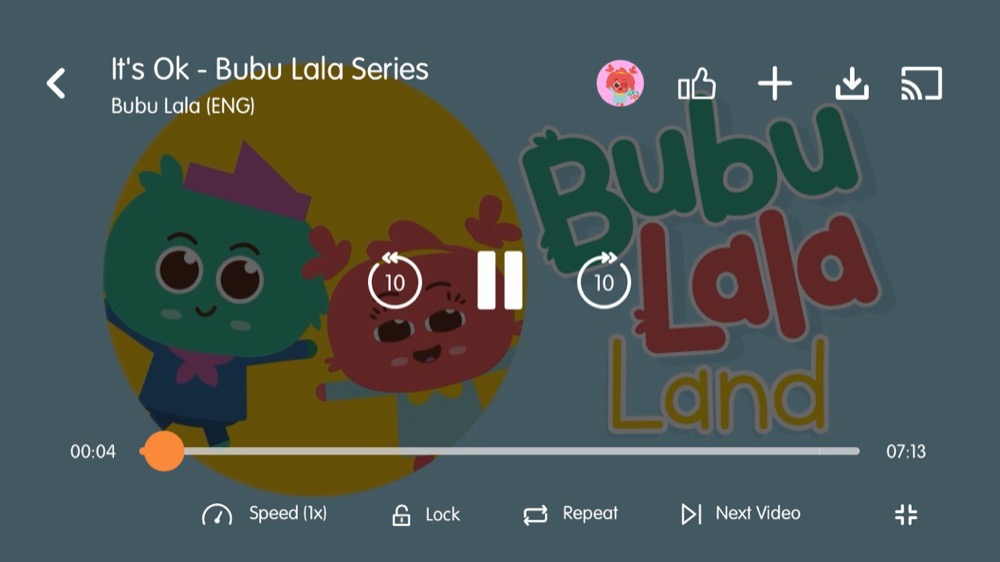 It's Ok - Bubu Lala Series
Bubu Lala (ENG)
Bubu
Lala
Land
10
10
00:04
07:13
Speed (1x)
Lock
Repeat
Next Video